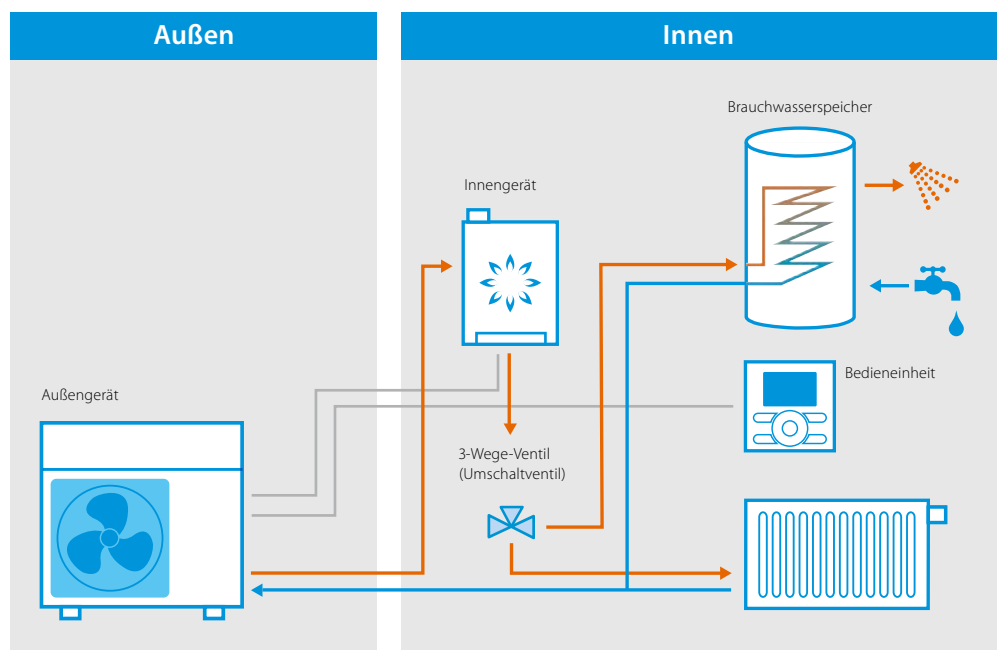 Außen
Innen
Brauchwasserspeicher
Innengerät
Bedieneinheit
Außengerät
3-Wege-Ventil
(Umschaltventil)